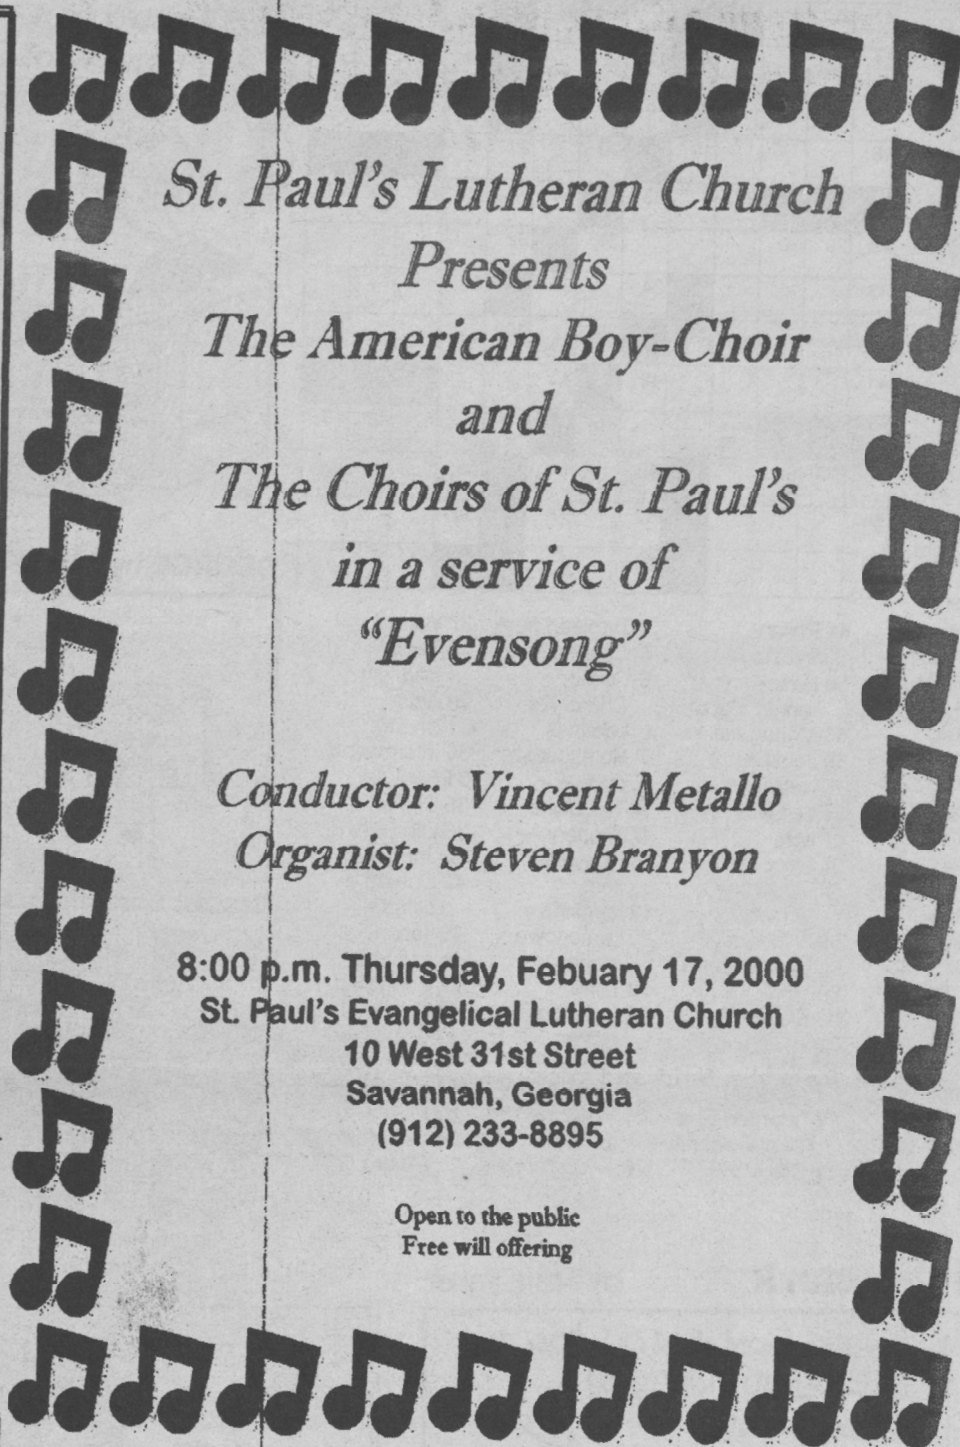 St. Paul's Lutheran Church
Presents
The American Boy-Choir
and
The Choirs of St. Paul's
in a service of
“Evensong”
Conductor: Vincent Metallo
Organist: Steven Branyon
8:00 p.m. Thursday, Febuary 17, 2000
St. Paul's Evangelical Lutheran Church
10 West 31st Street
Savannah, Georgia
(912) 233-8895
Open to the public
Free will offering